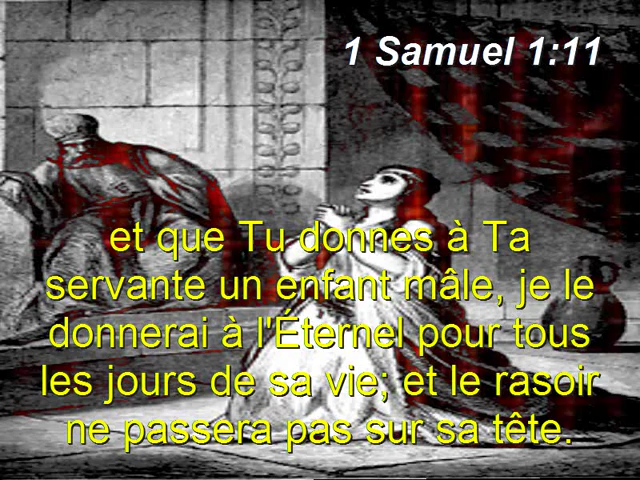 1 Samuel 1:11
et que Tu donnes à Ta
servante un enfant mâle, je le
donnerai à l'Éternel pour tous
les jours de sa vie; et le rasoir
ne passera pas sur sa tête.